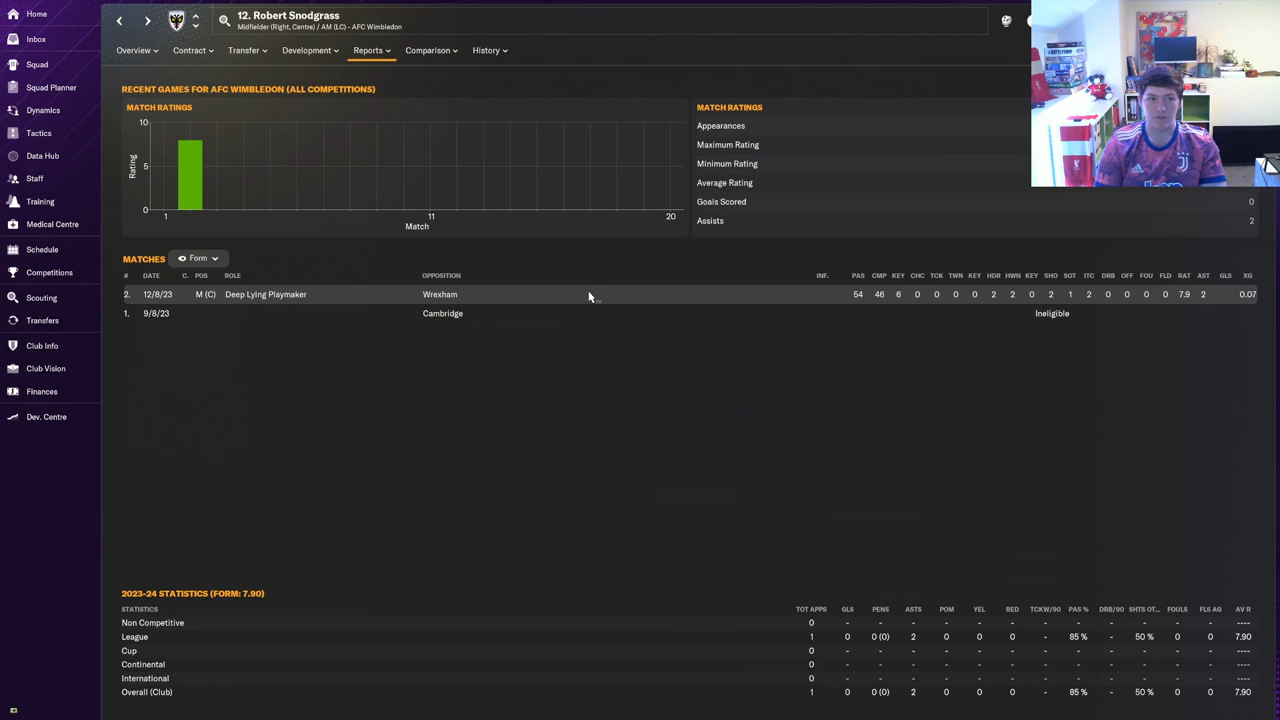 Home
Inbox
Squad
Squad Planner
Dynamics
Tactics
Data Hub
Staff
Training
Medical Centre
Schedule
Competitions
Scouting
Transfers
Club Info
Club Vision
Finances
Dev. Centre
12. Robert Snodgrass
Midfielder (Right, Centre) / AM (LC) - AFC Wimbledon
Overview Contract Transfer Development Reports Comparison History
RECENT GAMES FOR AFC WIMBLEDON (ALL COMPETITIONS)
MATCH RATINGS
10
5
0
Rating
1 11 20
Match
MATCH RATINGS
Appearances
Maximum Rating
Minimum Rating
Average Rating
Goals Scored 0
Assists 2
MATCHES Form
# DATE C. POS ROLE OPPOSITION INF. PAS CMP KEY CHC TCK TWN KEY HDR HWN KEY SHO SOT ITC DRB OFF FOU FLD RAT AST GLS XG
2. 12/8/23 M (C) Deep Lying Playmaker Wrexham 54 46 6 0 0 0 0 2 2 0 2 1 2 0 0 0 0 7.9 2 0.07
1. 9/8/23 Cambridge Ineligible
2023-24 STATISTICS (FORM: 7.90)
STATISTICS TOT APPS GLS PENS ASTS POM YEL RED TCKW/90 PAS % DRB/90 SHTS OT... FOULS FLS AG AV R
Non Competitive 0 - - - - - - - - - - - - ----
League 1 0 0 (0) 2 0 0 0 - 85 % - 50 % 0 0 7.90
Cup 0 - - - - - - - - - - - - ----
Continental 0 - - - - - - - - - - - - ----
International 0 - - - - - - - - - - - - ----
Overall (Club) 1 0 0 (0) 2 0 0 0 - 85 % - 50 % 0 0 7.90